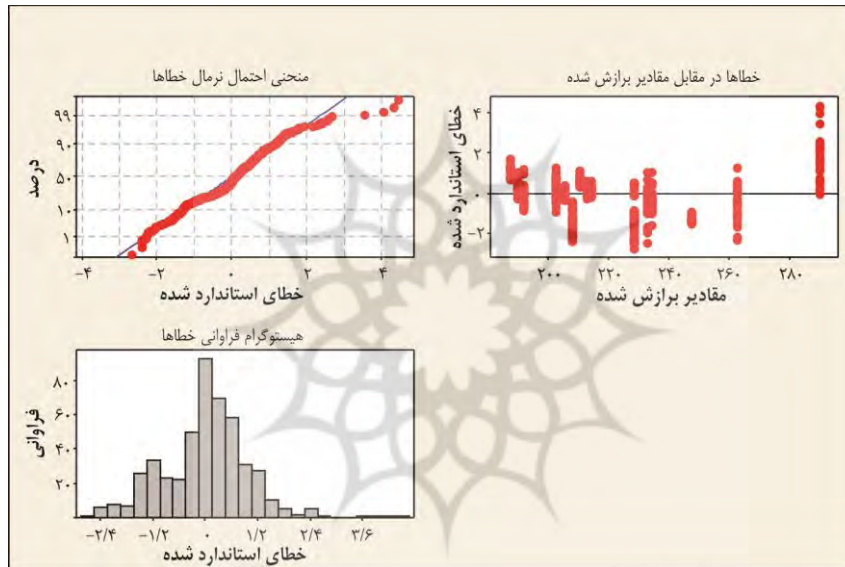 منحنی احتمال نرمال خطاها
درصد
۹۹
۹۰
۵۰
۱۰
۱
-۴ -۲ ۰ ۲ ۴
خطای استاندارد شده
خطاها در مقابل مقادیر برازش شده
خطای استاندارد شده
۴
۲
۰
-۲
۲۰۰ ۲۲۰ ۲۴۰ ۲۶۰ ۲۸۰
مقادیر برازش شده
هیستوگرام فراوانی خطاها
فراوانی
۸۰
۶۰
۴۰
۲۰
-۲/۴ -۱/۲ ۰ ۱/۲ ۲/۴ ۳/۶
خطای استاندارد شده